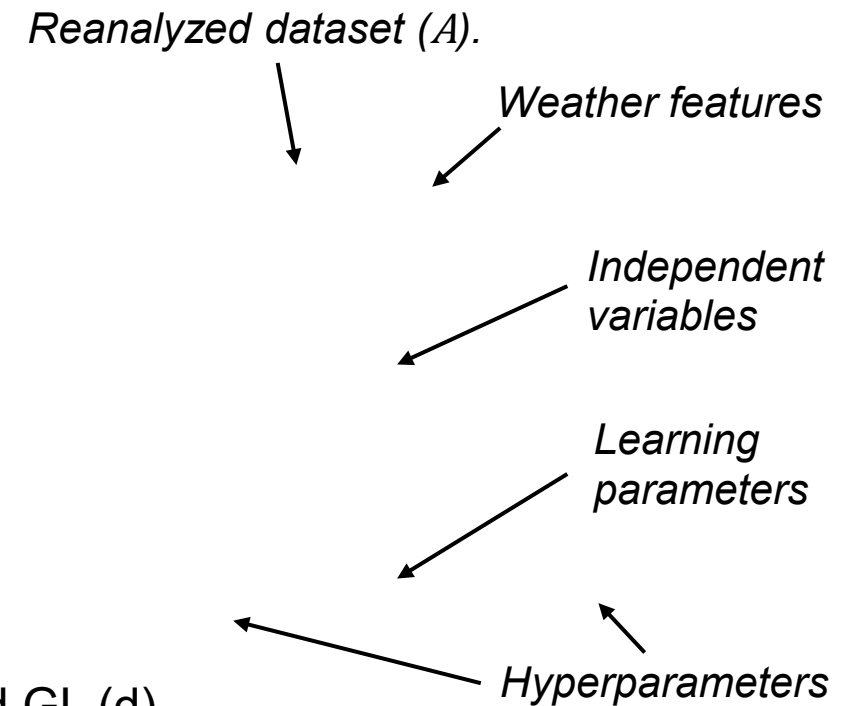 Reanalyzed dataset (A).
Weather features
Independent
variables
Learning
parameters
Hyperparameters
(d)